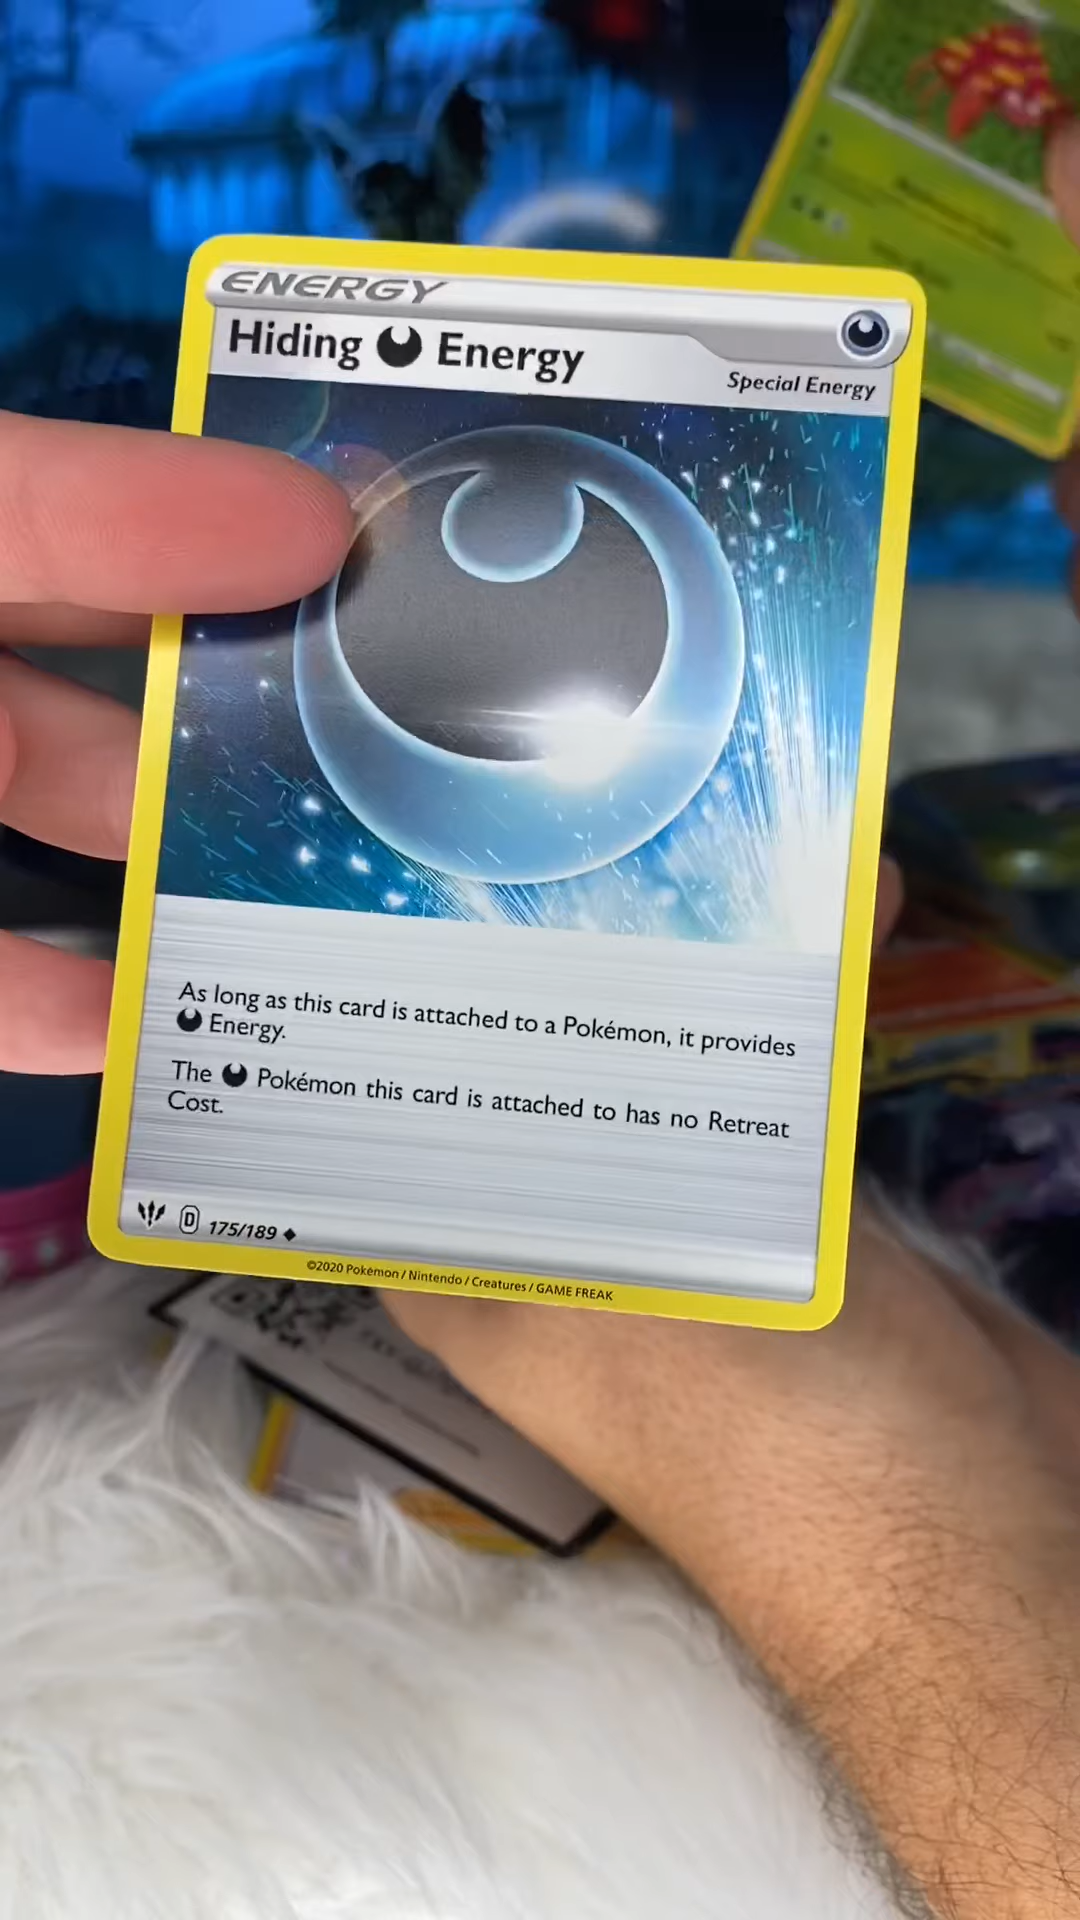 ENERGY
Hiding Energy
Special Energy
As long as this card is attached to a Pokémon, it provides
Energy.
The Pokémon this card is attached to has no Retreat
Cost.
D 175/189
©2020 Pokémon / Nintendo / Creatures / GAME FREAK